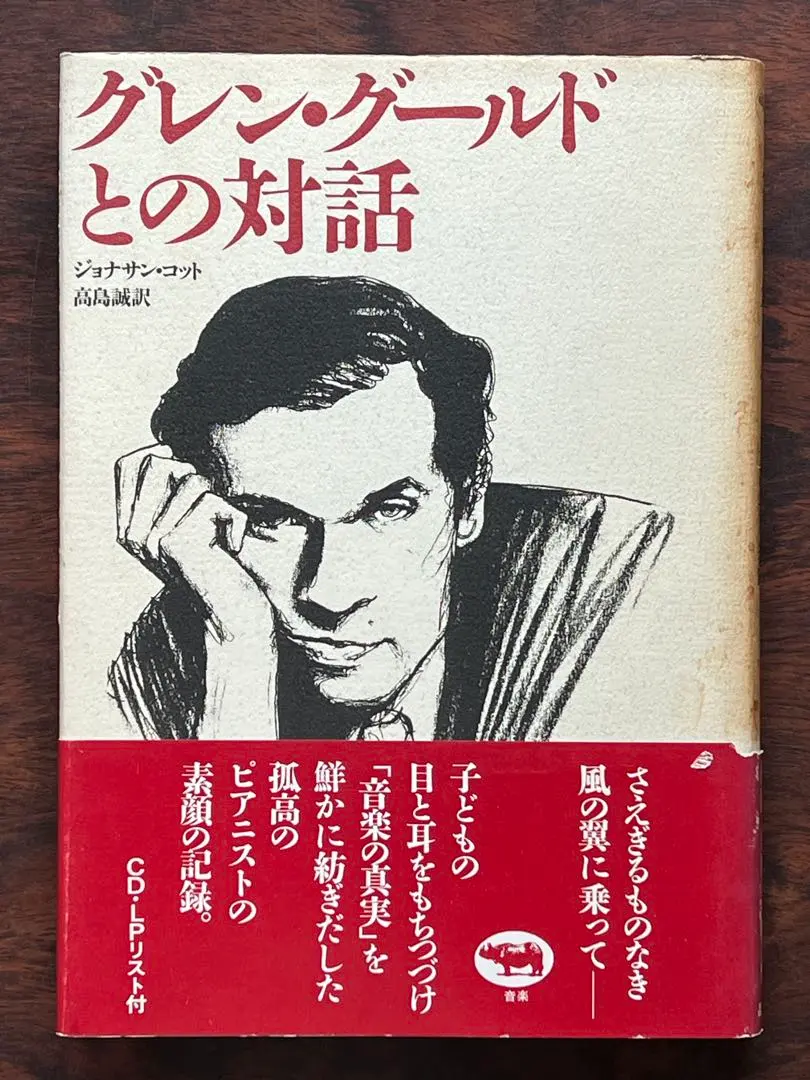 グレン・グールド
との対話
ジョナサン・コット
高島誠訳
さえぎるものなき
風の翼に乗って――
子どもの
目と耳をもちつづけ
「音楽の真実」を
鮮かに紡ぎだした
孤高の
ピアニストの
素顔の記録。
CD・LPリスト付
音楽